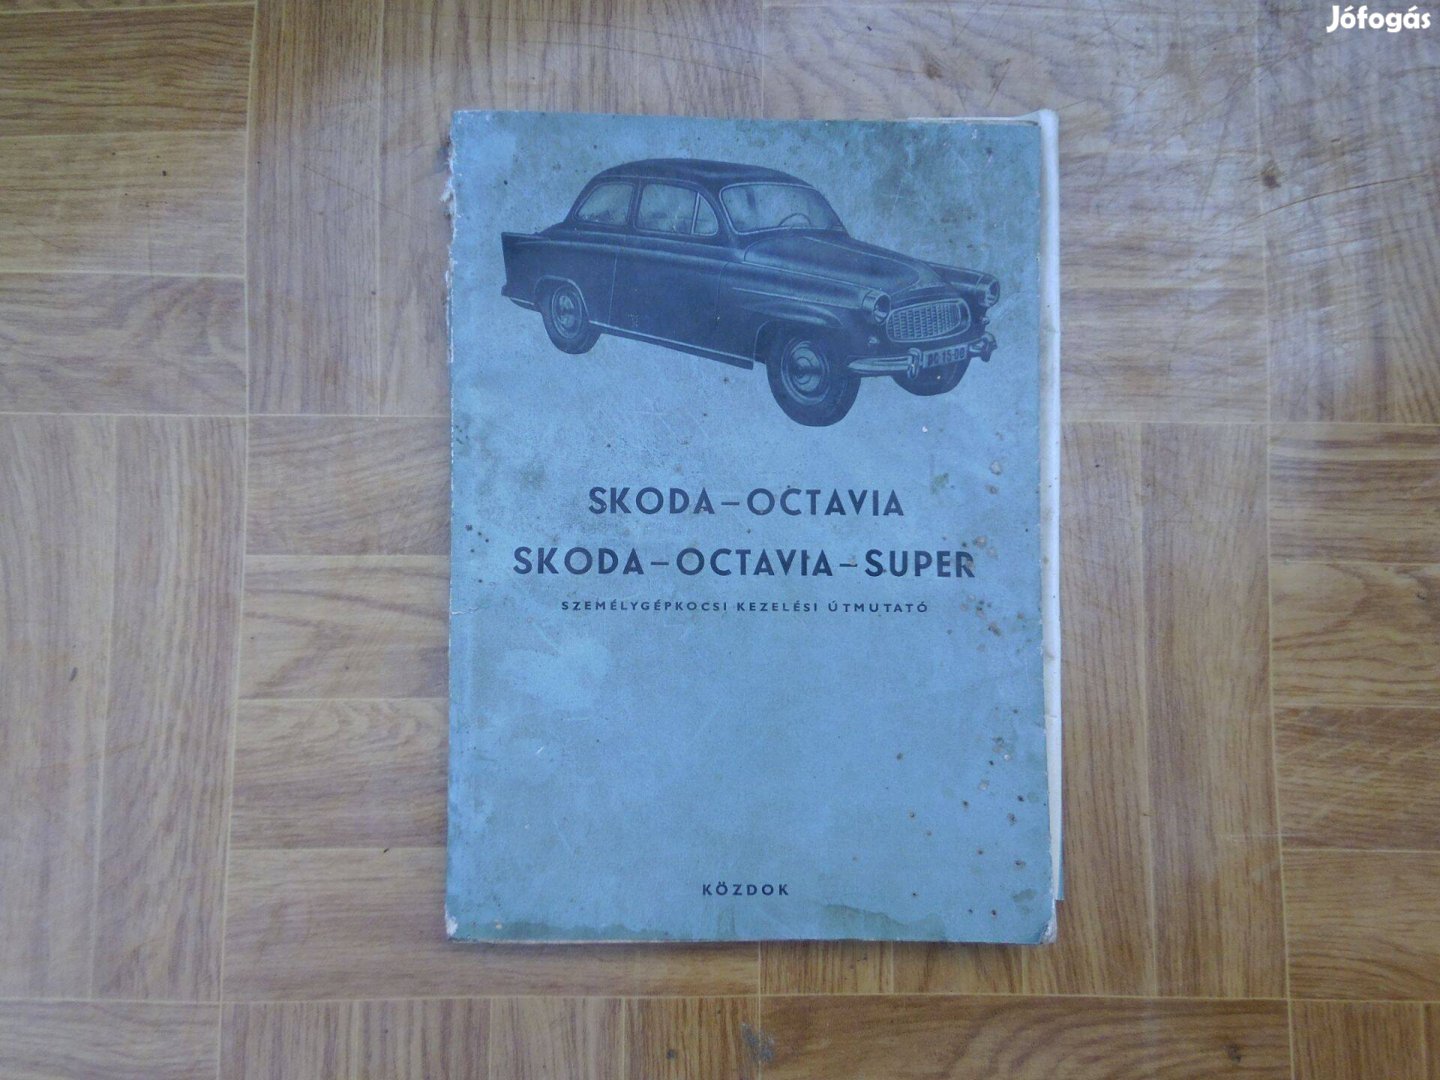 Jófogás
SKODA–OCTAVIA
SKODA–OCTAVIA–SUPER
SZEMÉLYGÉPKOCSI KEZELÉSI ÚTMUTATÓ
KÖZDOK